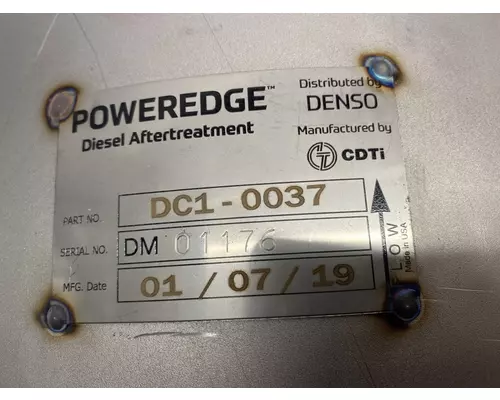 POWEREDGE™
Diesel Aftertreatment
Distributed by
DENSO
Manufactured by
CDTi
PART NO. DC1-0037
SERIAL NO. DM 01176
MFG. Date 01 / 07 / 19
FLOW
Made in USA